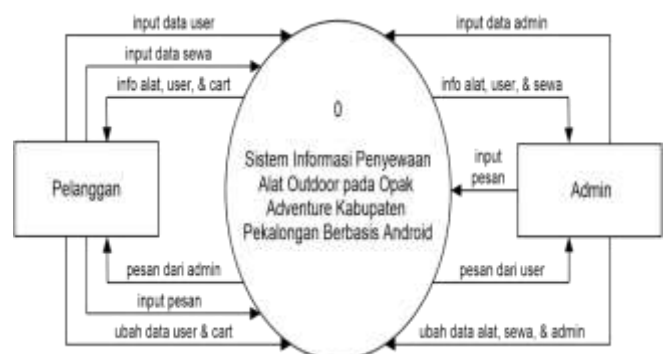 input data user
input data admin
input data sewa
info alat, user, & cart
info alat, user, & sewa
0
Sistem Informasi Penyewaan
Alat Outdoor pada Opak
Adventure Kabupaten
Pekalongan Berbasis Android
Pelanggan
input
pesan
Admin
pesan dari admin
pesan dari user
input pesan
ubah data user & cart
ubah data alat, sewa, & admin